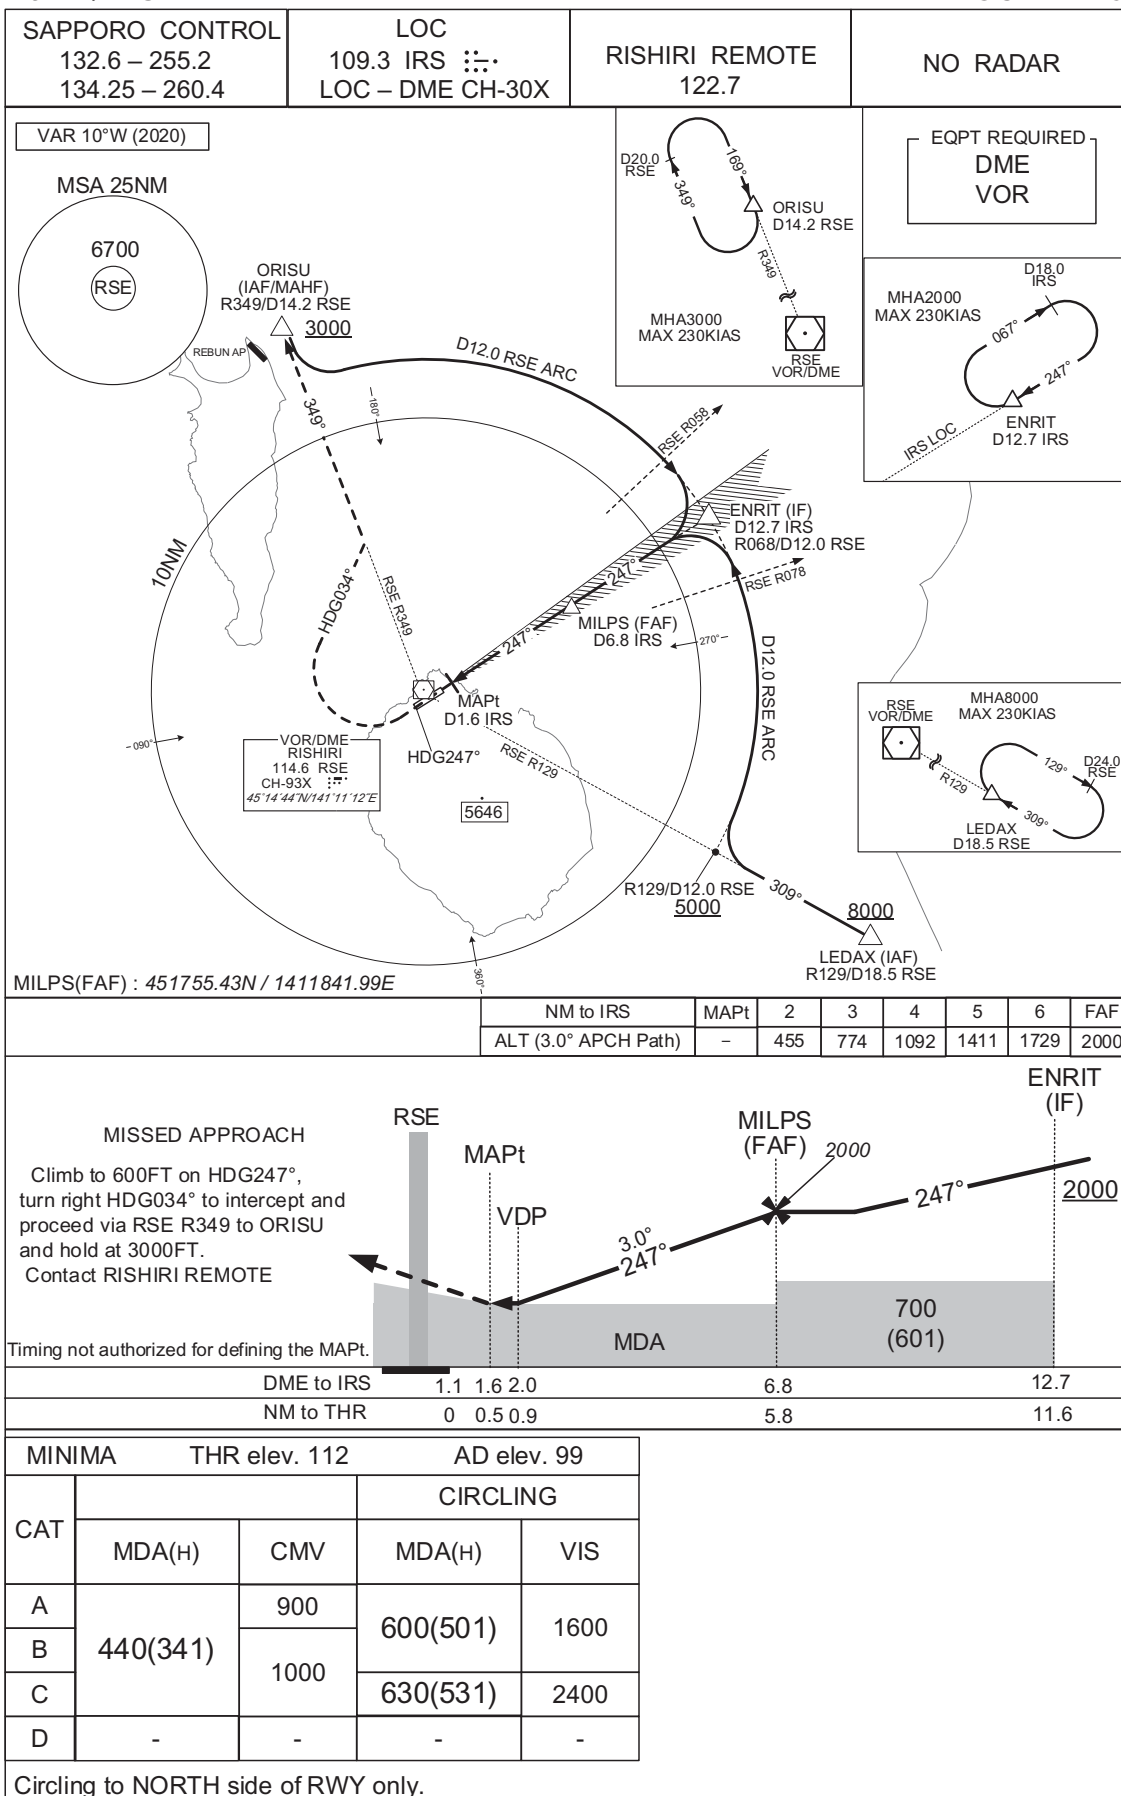 SAPPORO CONTROL
132.6 – 255.2
134.25 – 260.4
LOC
109.3 IRS
LOC – DME CH-30X
RISHIRI REMOTE
122.7
NO RADAR
VAR 10°W (2020)
MSA 25NM
6700
RSE
ORISU
(IAF/MAHF)
R349/D14.2 RSE
3000
REBUN AP
D20.0
RSE
349°
169°
ORISU
D14.2 RSE
R349
MHA3000
MAX 230KIAS
RSE
VOR/DME
EQPT REQUIRED
DME
VOR
D18.0
IRS
MHA2000
MAX 230KIAS
067°
247°
ENRIT
D12.7 IRS
IRS LOC
D12.0 RSE ARC
349°
180°
RSE R058
ENRIT (IF)
D12.7 IRS
R068/D12.0 RSE
10NM
247°
RSE R078
HDG034°
RSE R349
MILPS (FAF)
D6.8 IRS
270°
247°
D12.0 RSE ARC
MAPt
D1.6 IRS
090°
HDG247°
RSE R129
VOR/DME
RISHIRI
114.6 RSE
CH-93X
45°14'44"N/141°11'12"E
5646
RSE
VOR/DME
MHA8000
MAX 230KIAS
R129
129°
D24.0
RSE
309°
LEDAX
D18.5 RSE
R129/D12.0 RSE
5000
309°
8000
LEDAX (IAF)
R129/D18.5 RSE
360°
MILPS(FAF) : 451755.43N / 1411841.99E
NM to IRS MAPt 2 3 4 5 6 FAF
ALT (3.0° APCH Path) – 455 774 1092 1411 1729 2000
ENRIT
(IF)
RSE
MILPS
(FAF)
2000
MISSED APPROACH
MAPt
Climb to 600FT on HDG247°,
turn right HDG034° to intercept and
proceed via RSE R349 to ORISU
and hold at 3000FT.
Contact RISHIRI REMOTE
VDP
247°
2000
3.0°
247°
700
(601)
MDA
Timing not authorized for defining the MAPt.
DME to IRS 1.1 1.6 2.0 6.8 12.7
NM to THR 0 0.5 0.9 5.8 11.6
MINIMA THR elev. 112 AD elev. 99
CAT CIRCLING
MDA(H) CMV MDA(H) VIS
A 440(341) 900 600(501) 1600
B 1000
C 630(531) 2400
D - - - -
Circling to NORTH side of RWY only.